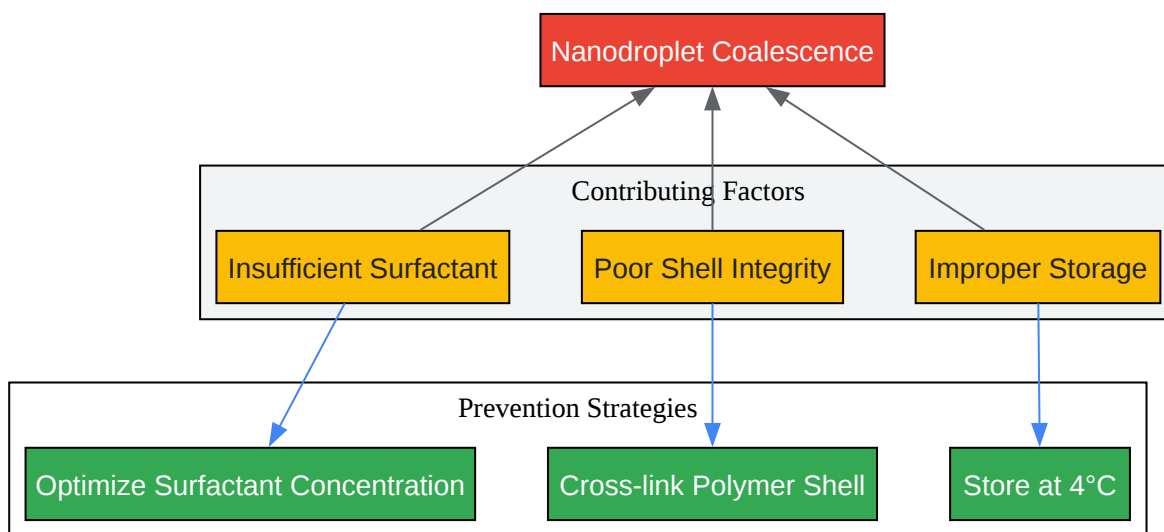 Nanodroplet Coalescence
Contributing Factors
Insufficient Surfactant
Poor Shell Integrity
Improper Storage
Prevention Strategies
Optimize Surfactant Concentration
Cross-link Polymer Shell
Store at 4°C